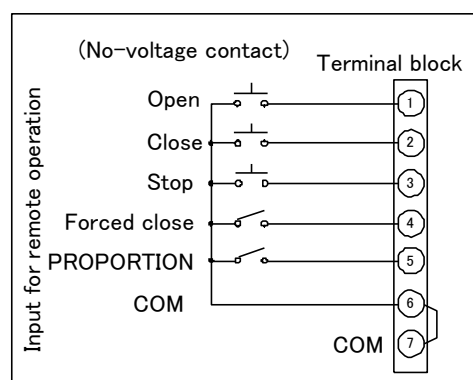 (No-voltage contact)
Terminal block
Input for remote operation
Open
1
Close
2
Stop
3
Forced close
4
PROPORTION
5
COM
6
COM
7